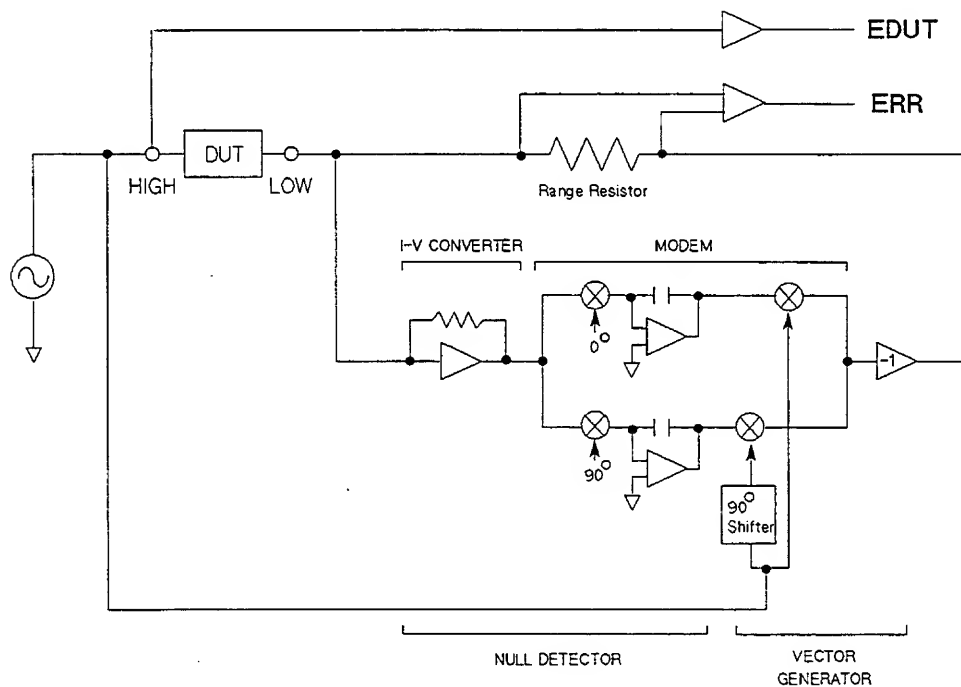 EDUT
ERR
DUT
HIGH
LOW
Range Resistor
I-V CONVERTER
MODEM
0°
-1
90°
90°
Shifter
NULL DETECTOR
VECTOR
GENERATOR